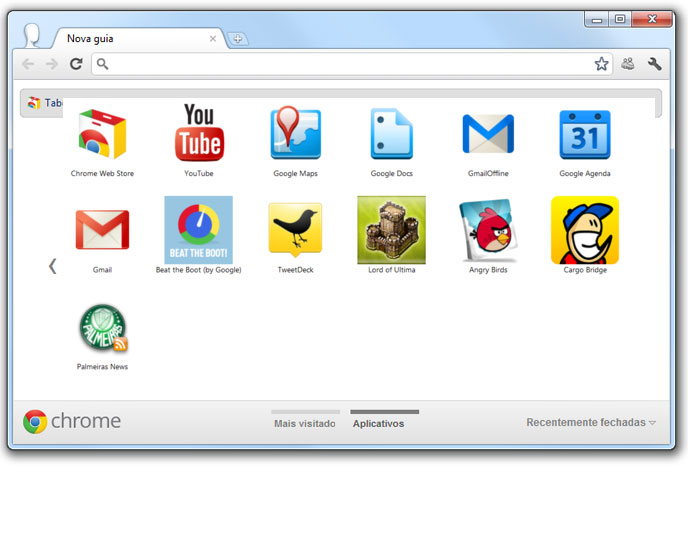 Nova guia
Tabe
Chrome Web Store
You
Tube
YouTube
Google Maps
Google Docs
GmailOffline
31
Google Agenda
Gmail
BEAT THE BOOT!
Beat the Boot (by Google)
TweetDeck
Lord of Ultima
Angry Birds
Cargo Bridge
PALMEIRAS
Palmeiras News
chrome
Mais visitado
Aplicativos
Recentemente fechadas